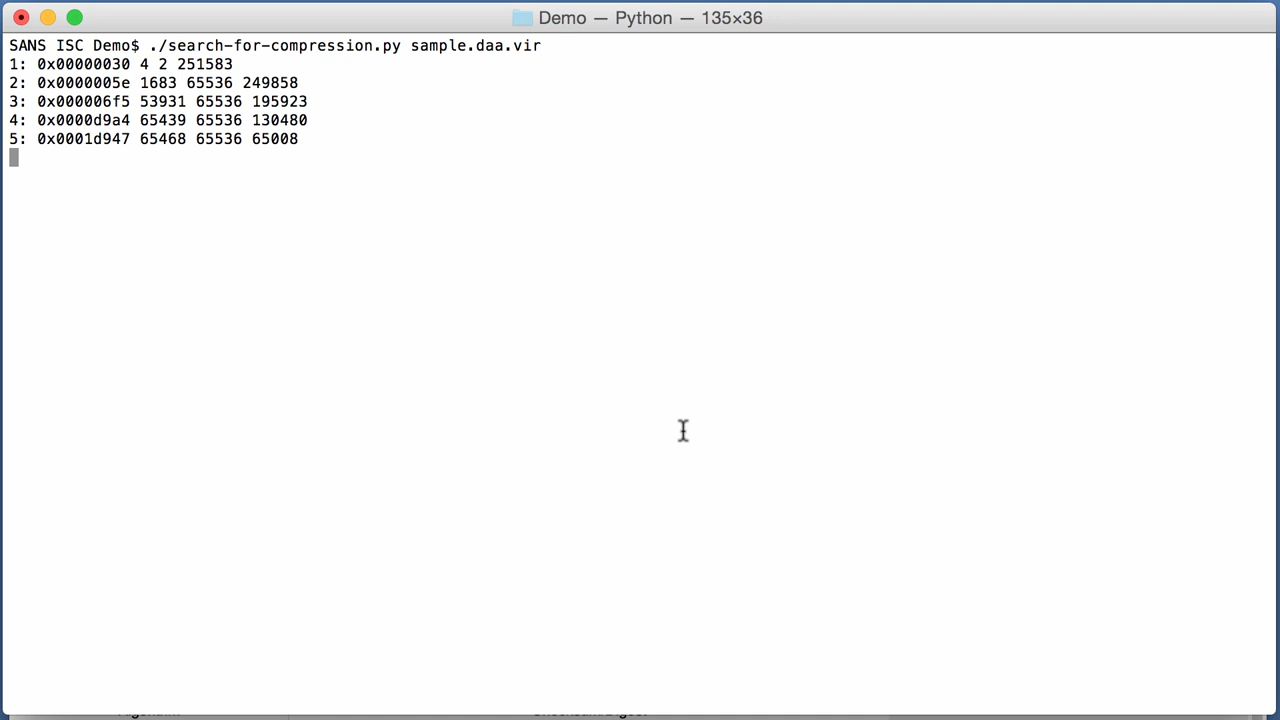 Demo — Python — 135×36
SANS ISC Demo$ ./search-for-compression.py sample.daa.vir
1: 0x00000030 4 2 251583
2: 0x0000005e 1683 65536 249858
3: 0x000006f5 53931 65536 195923
4: 0x0000d9a4 65439 65536 130480
5: 0x0001d947 65468 65536 65008